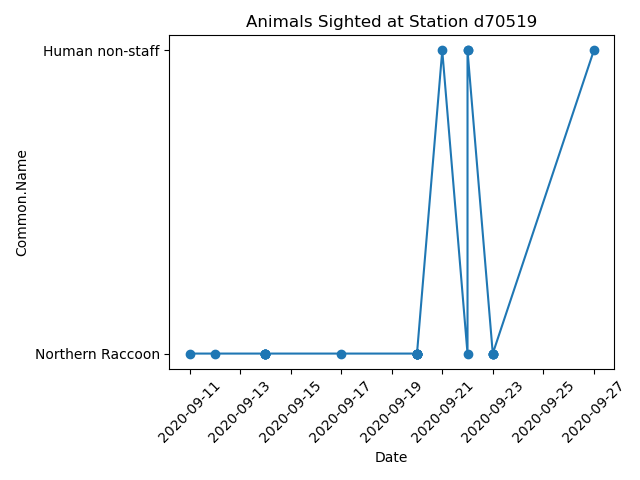 Animals Sighted at Station d70519
Human non-staff
Common.Name
Northern Raccoon
2020-09-11
2020-09-13
2020-09-15
2020-09-17
2020-09-19
2020-09-21
2020-09-23
2020-09-25
2020-09-27
Date